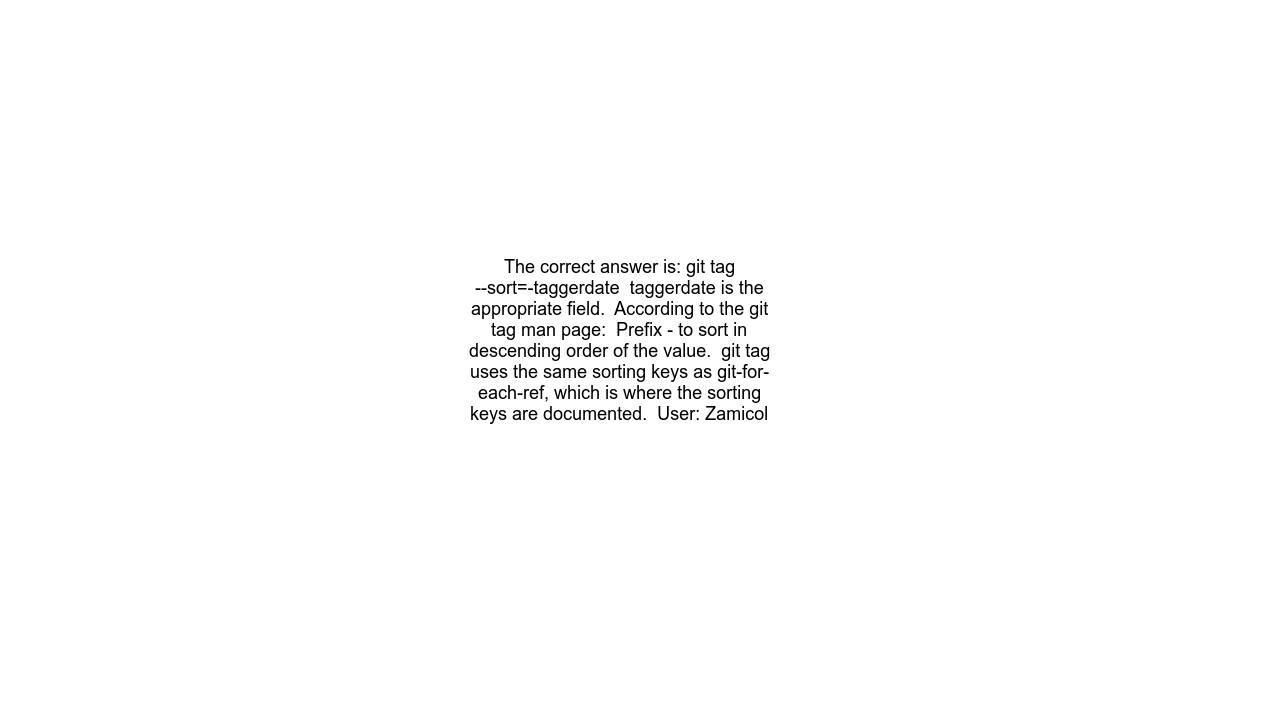 The correct answer is: git tag
--sort=-taggerdate  taggerdate is the
appropriate field.  According to the git
tag man page:  Prefix - to sort in
descending order of the value.  git tag
uses the same sorting keys as git-for-
each-ref, which is where the sorting
keys are documented.  User: Zamicol